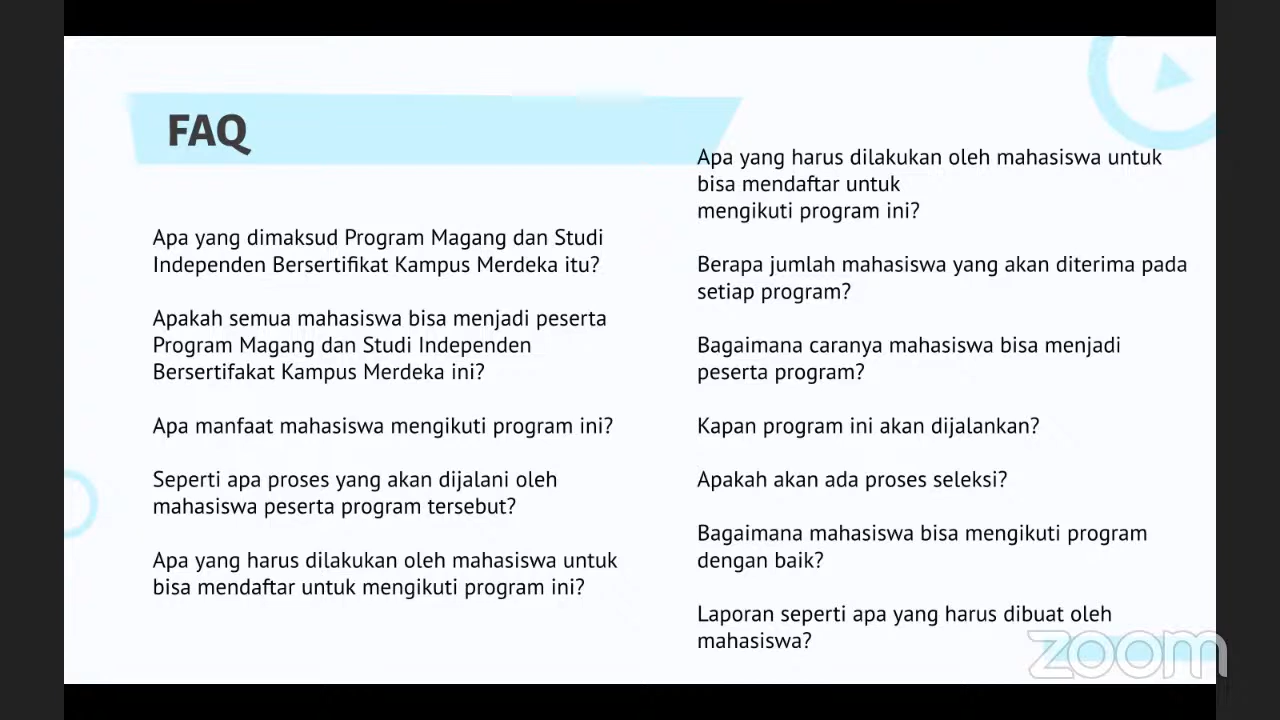 FAQ
Apa yang dimaksud Program Magang dan Studi
Independen Bersertifikat Kampus Merdeka itu?
Apakah semua mahasiswa bisa menjadi peserta
Program Magang dan Studi Independen
Bersertifakat Kampus Merdeka ini?
Apa manfaat mahasiswa mengikuti program ini?
Seperti apa proses yang akan dijalani oleh
mahasiswa peserta program tersebut?
Apa yang harus dilakukan oleh mahasiswa untuk
bisa mendaftar untuk mengikuti program ini?
Apa yang harus dilakukan oleh mahasiswa untuk
bisa mendaftar untuk
mengikuti program ini?
Berapa jumlah mahasiswa yang akan diterima pada
setiap program?
Bagaimana caranya mahasiswa bisa menjadi
peserta program?
Kapan program ini akan dijalankan?
Apakah akan ada proses seleksi?
Bagaimana mahasiswa bisa mengikuti program
dengan baik?
Laporan seperti apa yang harus dibuat oleh
mahasiswa?
zoom